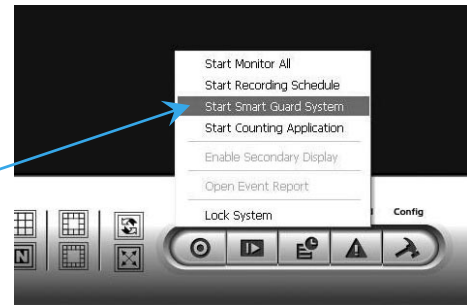 Start Monitor All
Start Recording Schedule
Start Smart Guard System
Start Counting Application
Enable Secondary Display
Open Event Report
Lock System
Config
N